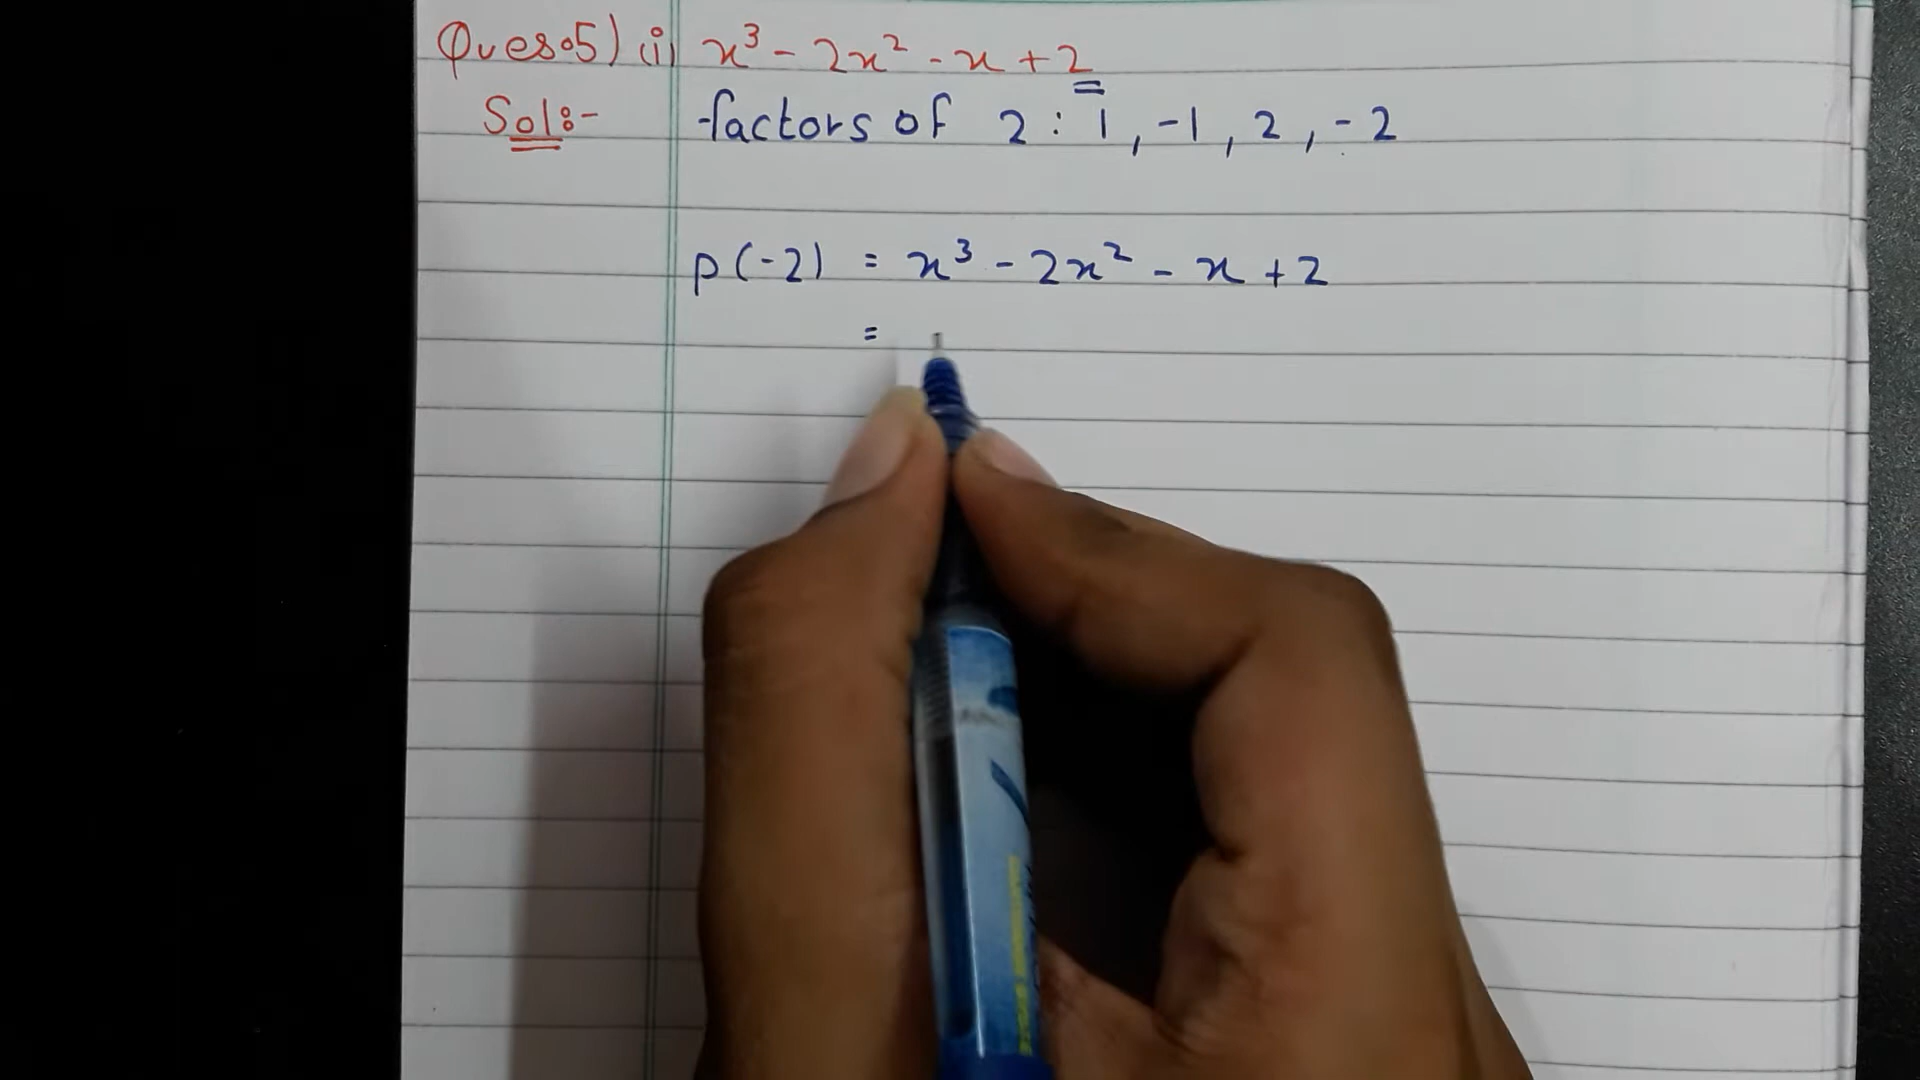 Ques.5) (i) x³ - 2x² - x + 2
Sol:- factors of 2 : 1, -1, 2, -2
p(-2) = x³ - 2x² - x + 2
=